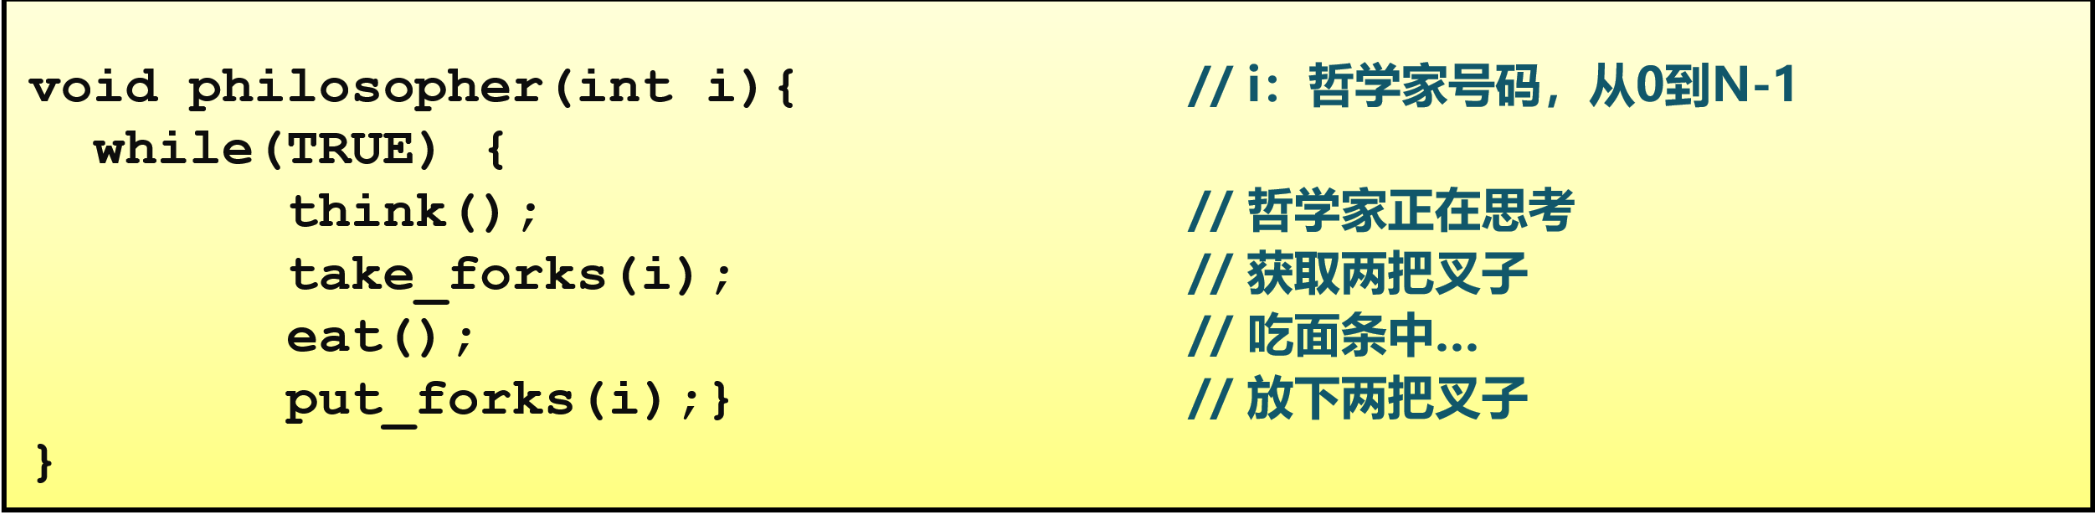 void philosopher(int i){ // i：哲学家号码，从0到N-1
while(TRUE) {
think(); // 哲学家正在思考
take_forks(i); // 获取两把叉子
eat(); // 吃面条中…
put_forks(i);} // 放下两把叉子
}